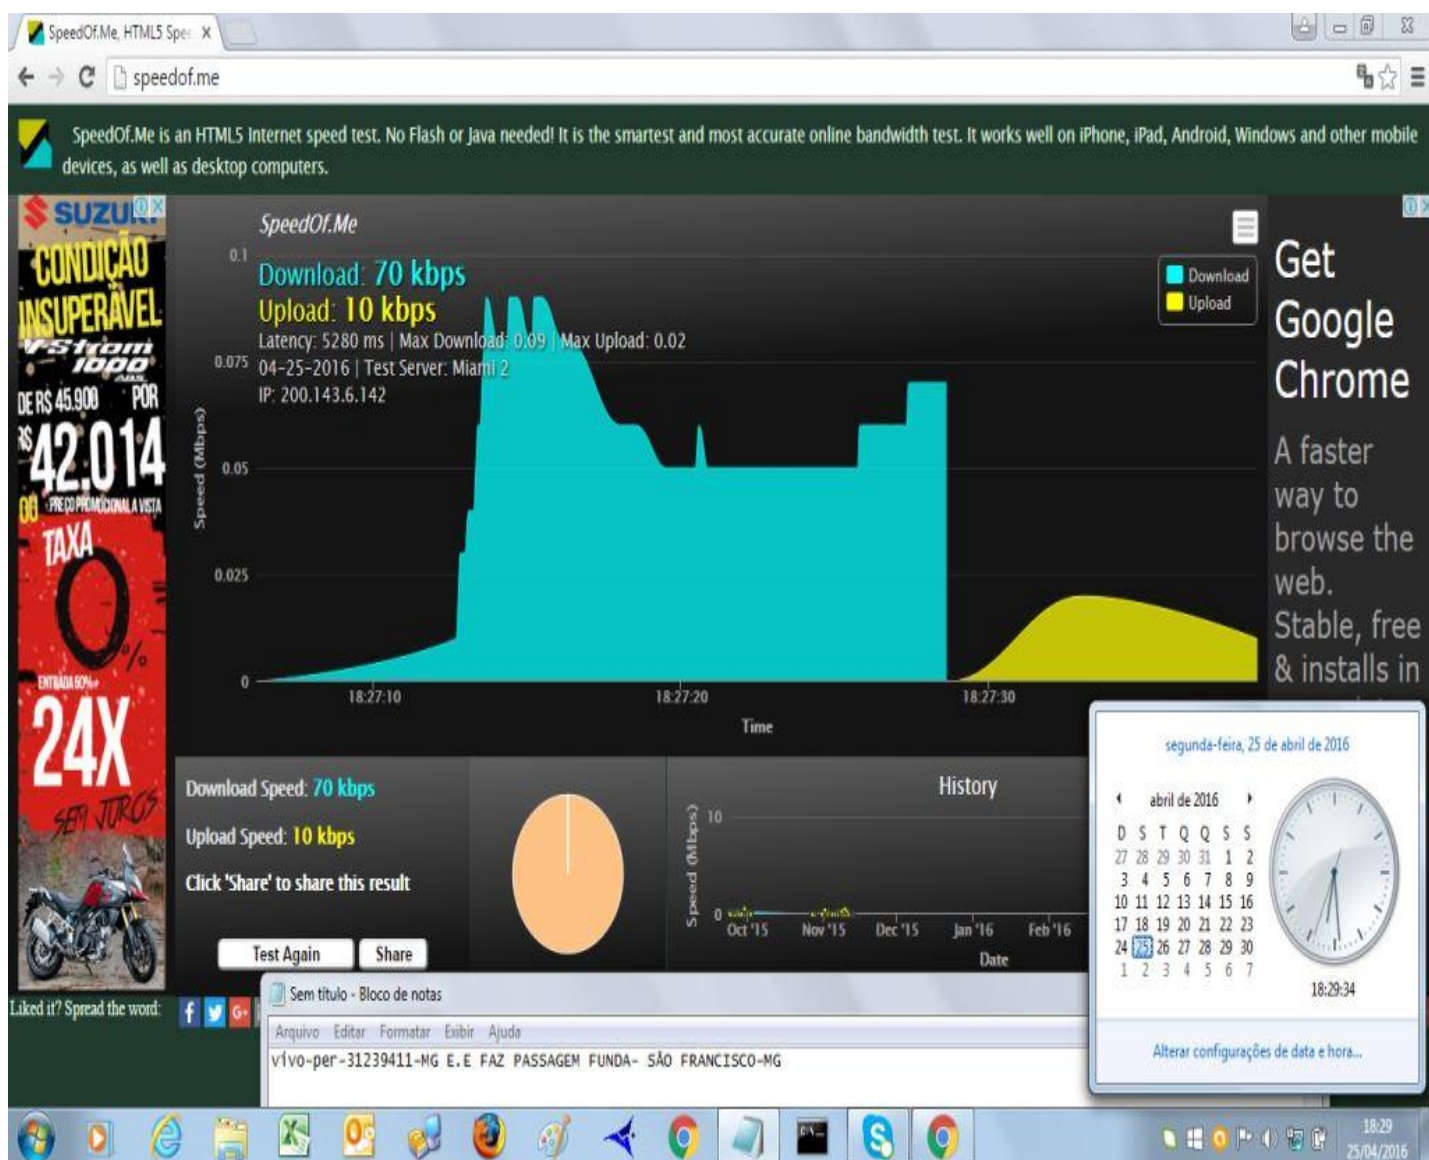 SpeedOf.Me, HTML5 Spee
speedof.me
SpeedOf.Me is an HTML5 Internet speed test. No Flash or Java needed! It is the smartest and most accurate online bandwidth test. It works well on iPhone, iPad, Android, Windows and other mobile
devices, as well as desktop computers.
SUZUKI
CONDIÇÃO
INSUPERÁVEL
V-Strom
1000
ABS
DE R$ 45.900 POR
R$
42.014
OU PREÇO PROMOCIONAL A VISTA
TAXA
0%
ENTRADA 60%+
24X
SEM JUROS
SpeedOf.Me
Download: 70 kbps
Upload: 10 kbps
Latency: 5280 ms | Max Download: 0.09 | Max Upload: 0.02
04-25-2016 | Test Server: Miami 2
IP: 200.143.6.142
Download
Upload
0.1
0.075
0.05
0.025
0
Speed (Mbps)
18:27:10 18:27:20 18:27:30
Time
Get
Google
Chrome
A faster
way to
browse the
web.
Stable, free
& installs in
Download Speed: 70 kbps
Upload Speed: 10 kbps
Click 'Share' to share this result
Test Again Share
History
Speed (Mbps)
10
0
Oct '15 Nov '15 Dec '15 Jan '16 Feb '16
Date
Liked it? Spread the word:
Sem título - Bloco de notas
Arquivo Editar Formatar Exibir Ajuda
vivo-per-31239411-MG E.E FAZ PASSAGEM FUNDA- SÃO FRANCISCO-MG
segunda-feira, 25 de abril de 2016
abril de 2016
D S T Q Q S S
27 28 29 30 31 1 2
3 4 5 6 7 8 9
10 11 12 13 14 15 16
17 18 19 20 21 22 23
24 25 26 27 28 29 30
1 2 3 4 5 6 7
18:29:34
Alterar configurações de data e hora...
18:29
25/04/2016